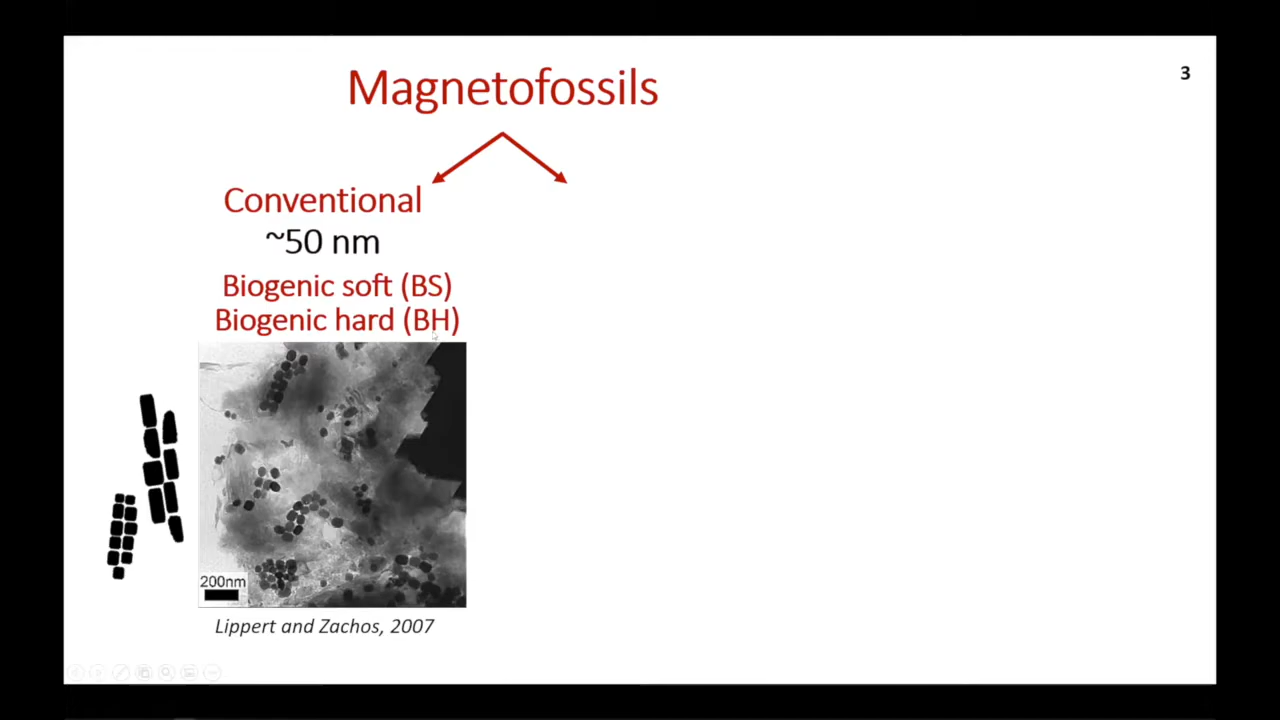 3
Magnetofossils
Conventional
~50 nm
Biogenic soft (BS)
Biogenic hard (BH)
200nm
Lippert and Zachos, 2007